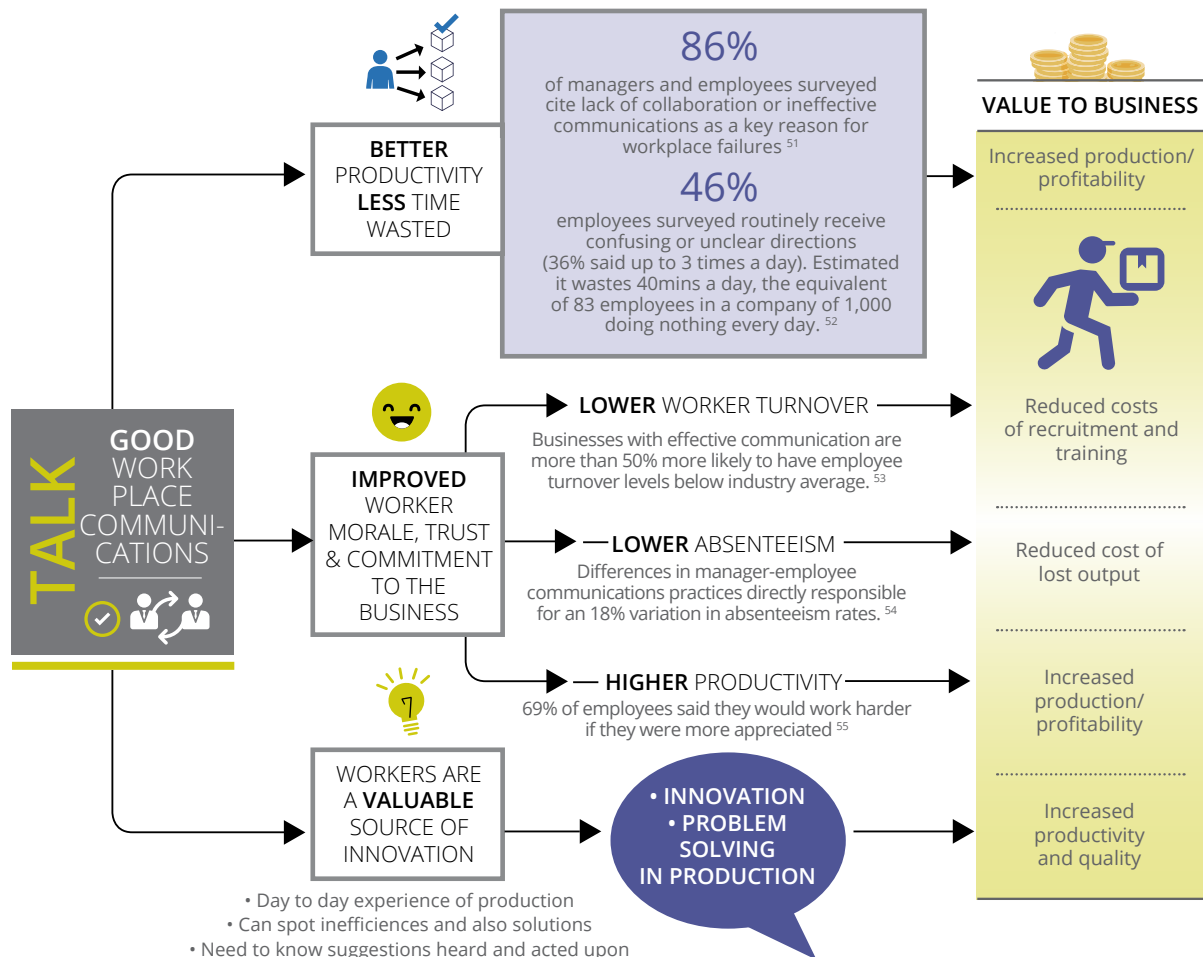 TALK
GOOD
WORK
PLACE
COMMUNI-
CATIONS
BETTER
PRODUCTIVITY
LESS TIME
WASTED
86%
of managers and employees surveyed
cite lack of collaboration or ineffective
communications as a key reason for
workplace failures 51
46%
employees surveyed routinely receive
confusing or unclear directions
(36% said up to 3 times a day). Estimated
it wastes 40mins a day, the equivalent
of 83 employees in a company of 1,000
doing nothing every day. 52
IMPROVED
WORKER
MORALE, TRUST
& COMMITMENT
TO THE
BUSINESS
LOWER WORKER TURNOVER
Businesses with effective communication are
more than 50% more likely to have employee
turnover levels below industry average. 53
LOWER ABSENTEEISM
Differences in manager-employee
communications practices directly responsible
for an 18% variation in absenteeism rates. 54
HIGHER PRODUCTIVITY
69% of employees said they would work harder
if they were more appreciated 55
WORKERS ARE
A VALUABLE
SOURCE OF
INNOVATION
• Day to day experience of production
• Can spot inefficiences and also solutions
• Need to know suggestions heard and acted upon
• INNOVATION
• PROBLEM
SOLVING
IN PRODUCTION
VALUE TO BUSINESS
Increased production/
profitability
Reduced costs
of recruitment and
training
Reduced cost of
lost output
Increased
production/
profitability
Increased
productivity
and quality